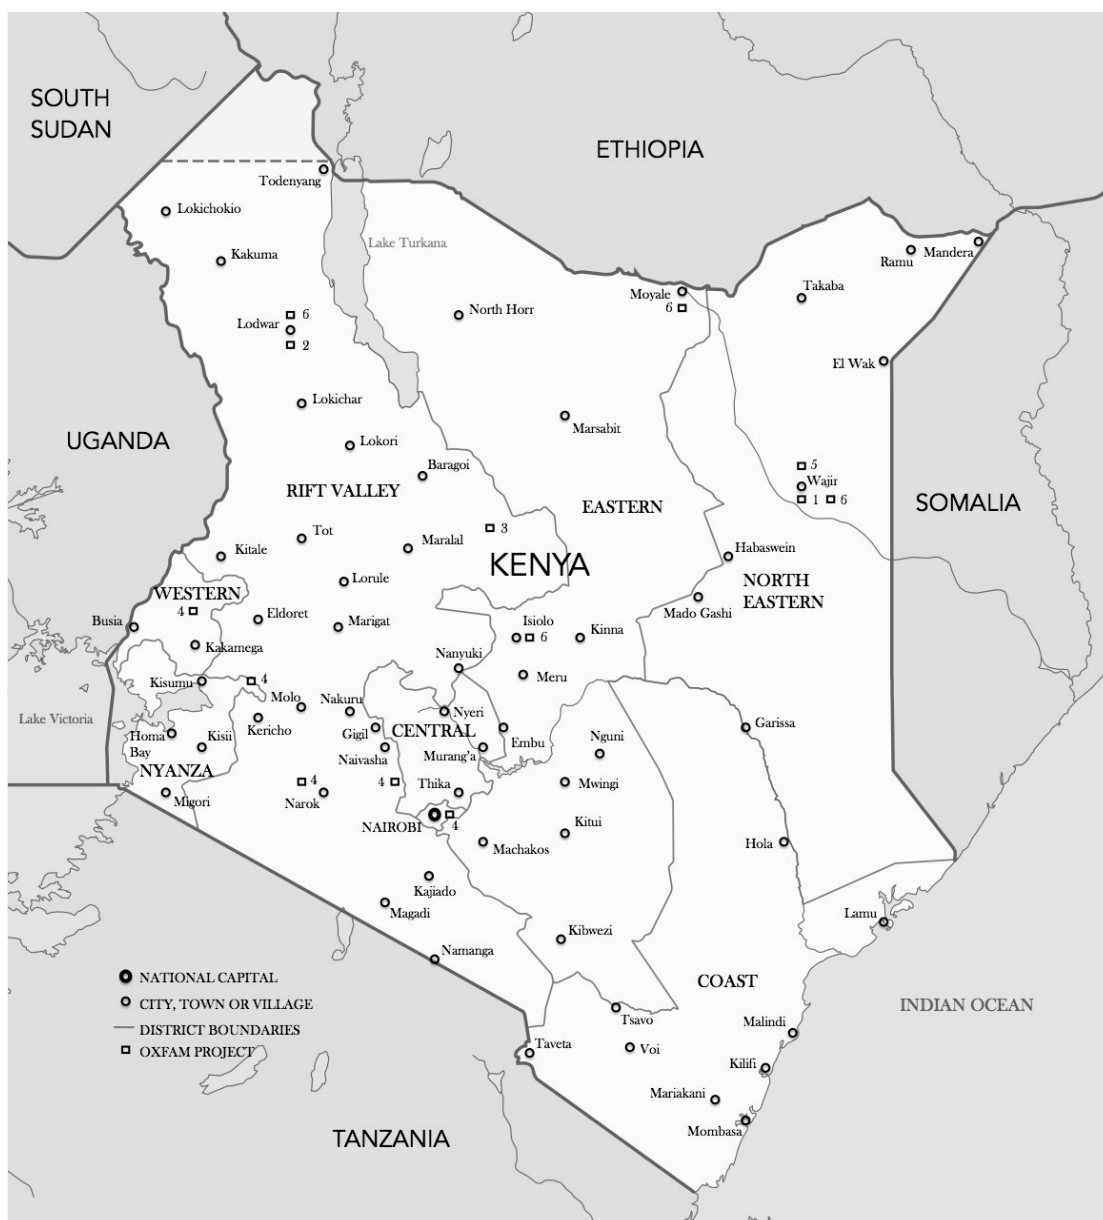 SOUTH
SUDAN
ETHIOPIA
Todenyang
Lokichokio
Lake Turkana
Kakuma
Ramu
Mandera
Takaba
Moyale
6
North Horr
6
Lodwar
2
El Wak
Lokichar
Marsabit
UGANDA
Lokori
Baragoi
5
Wajir
1
6
RIFT VALLEY
EASTERN
SOMALIA
3
Tot
Maralal
KENYA
Kitale
Habaswein
NORTH
EASTERN
Lorule
WESTERN
4
Mado Gashi
Busia
Eldoret
Marigat
Isiolo
6
Kinna
Kakamega
Nanyuki
Meru
Kisumu
4
Molo
Nakuru
Nyeri
Lake Victoria
Kericho
Gigil
CENTRAL
Embu
Garissa
Homa
Bay
Kisii
Naivasha
Murang'a
Nguni
NYANZA
4
Narok
4
Thika
Mwingi
Migori
NAIROBI
4
Kitui
Machakos
Hola
Kajiado
Magadi
Lamu
Kibwezi
Namanga
NATIONAL CAPITAL
CITY, TOWN OR VILLAGE
DISTRICT BOUNDARIES
OXFAM PROJECT
COAST
INDIAN OCEAN
Tsavo
Malindi
Taveta
Voi
Kilifi
Mariakani
Mombasa
TANZANIA